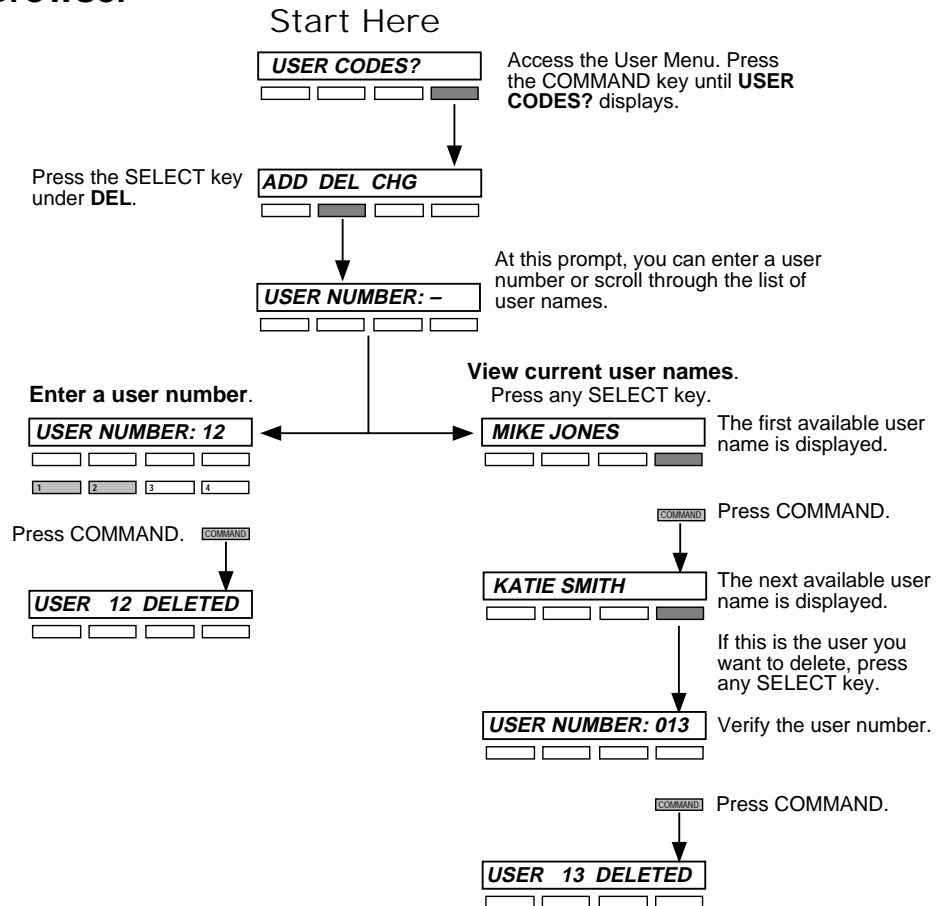 Start Here
USER CODES?
Access the User Menu. Press
the COMMAND key until USER
CODES? displays.
Press the SELECT key
under DEL.
ADD DEL CHG
At this prompt, you can enter a user
number or scroll through the list of
user names.
USER NUMBER: –
Enter a user number.
View current user names.
Press any SELECT key.
USER NUMBER: 12
1 2 3 4
MIKE JONES
The first available user
name is displayed.
Press COMMAND.
COMMAND
USER 12 DELETED
COMMAND
Press COMMAND.
KATIE SMITH
The next available user
name is displayed.
If this is the user you
want to delete, press
any SELECT key.
USER NUMBER: 013
Verify the user number.
COMMAND
Press COMMAND.
USER 13 DELETED